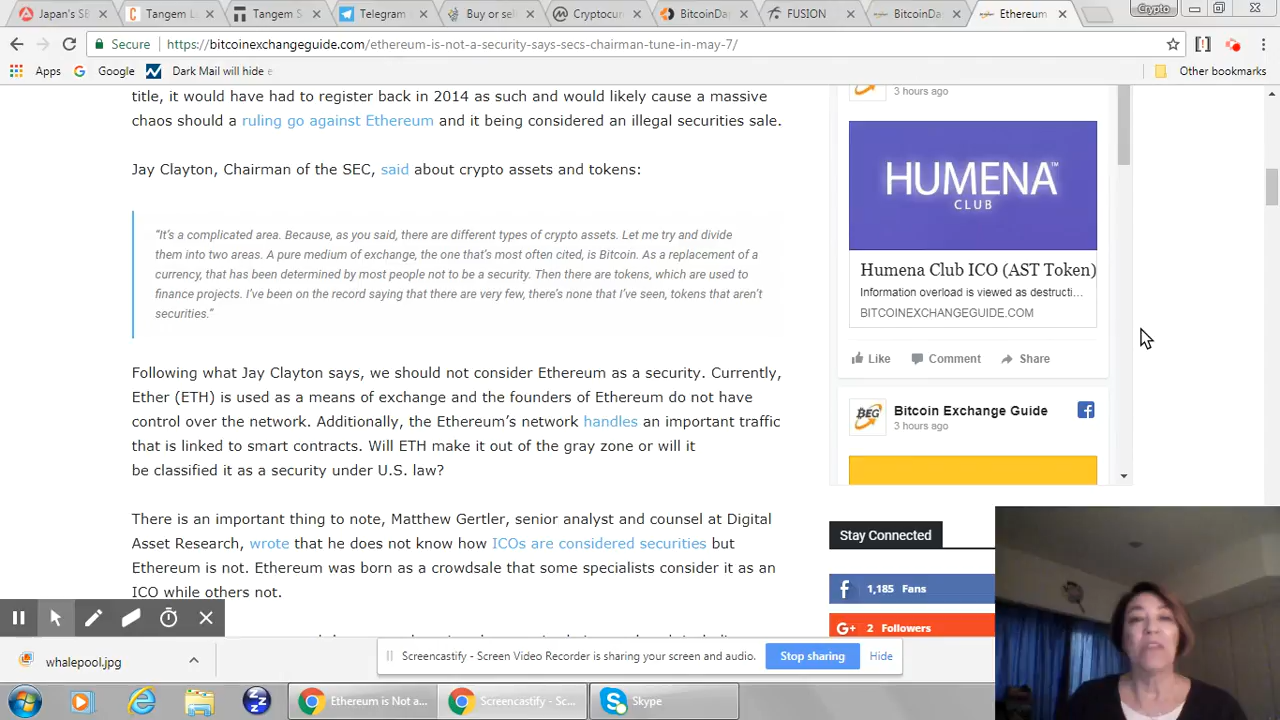 Japan's SB
Tangem L
Tangem S
Telegram
Buy or sel
Cryptocur
BitcoinDa
FUSION
BitcoinDa
Ethereum
Crypto
Secure
https://bitcoinexchangeguide.com/ethereum-is-not-a-security-says-secs-chairman-tune-in-may-7/
Apps
Google
Dark Mail will hide e
Other bookmarks
title, it would have had to register back in 2014 as such and would likely cause a massive
chaos should a ruling go against Ethereum and it being considered an illegal securities sale.
Jay Clayton, Chairman of the SEC, said about crypto assets and tokens:
"It's a complicated area. Because, as you said, there are different types of crypto assets. Let me try and divide
them into two areas. A pure medium of exchange, the one that's most often cited, is Bitcoin. As a replacement of a
currency, that has been determined by most people not to be a security. Then there are tokens, which are used to
finance projects. I've been on the record saying that there are very few, there's none that I've seen, tokens that aren't
securities."
Following what Jay Clayton says, we should not consider Ethereum as a security. Currently,
Ether (ETH) is used as a means of exchange and the founders of Ethereum do not have
control over the network. Additionally, the Ethereum's network handles an important traffic
that is linked to smart contracts. Will ETH make it out of the gray zone or will it
be classified it as a security under U.S. law?
There is an important thing to note, Matthew Gertler, senior analyst and counsel at Digital
Asset Research, wrote that he does not know how ICOs are considered securities but
Ethereum is not. Ethereum was born as a crowdsale that some specialists consider it as an
ICO while others not.
3 hours ago
HUMENA™
CLUB
Humena Club ICO (AST Token)
Information overload is viewed as destructi...
BITCOINEXCHANGEGUIDE.COM
Like
Comment
Share
BEG
Bitcoin Exchange Guide
3 hours ago
Stay Connected
1,185 Fans
G+ 2 Followers
whalepool.jpg
Screencastify - Screen Video Recorder is sharing your screen and audio.
Stop sharing
Hide
Ethereum is Not a...
Screencastify - Sc...
Skype